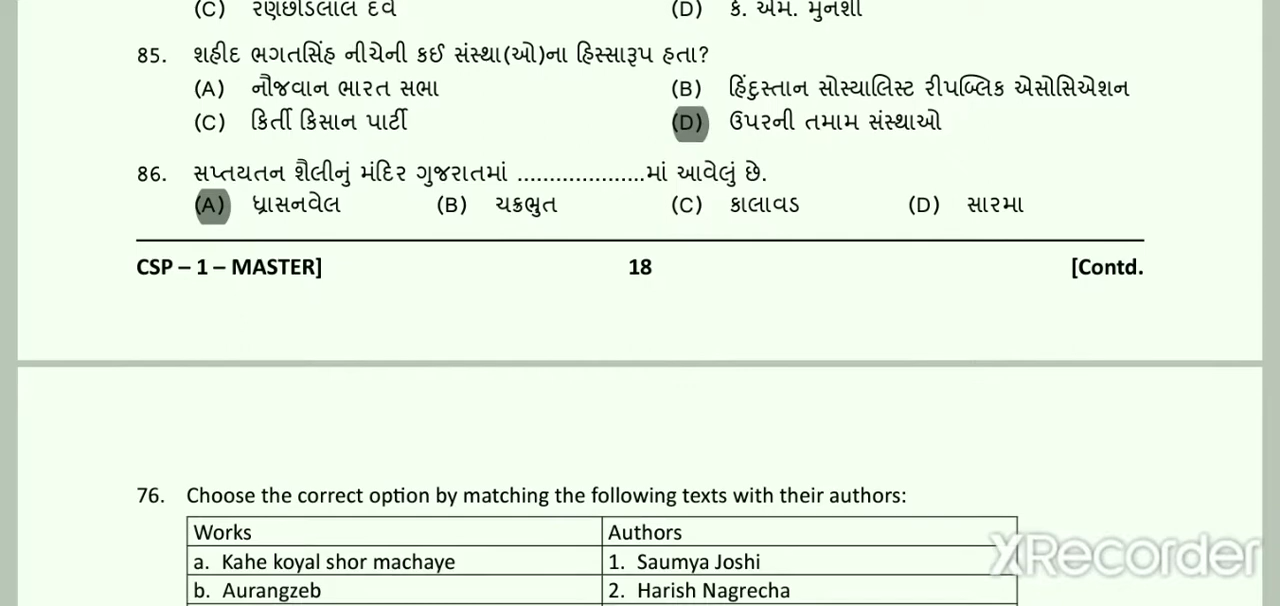 (C) રણછોડલાલ દવે (D) કે. એમ. મુનશી
85. શહીદ ભગતસિંહ નીચેની કઈ સંસ્થા(ઓ)ના હિસ્સારૂપ હતા?
(A) નૌજવાન ભારત સભા (B) હિંદુસ્તાન સોસ્યાલિસ્ટ રીપબ્લિક એસોસિએશન
(C) કિર્તી કિસાન પાર્ટી (D) ઉપરની તમામ સંસ્થાઓ
86. સપ્તયતન શૈલીનું મંદિર ગુજરાતમાં ....................માં આવેલું છે.
(A) ધ્રાસનવેલ (B) ચક્રભુત (C) કાલાવડ (D) સારમા
CSP – 1 – MASTER] 18 [Contd.
76. Choose the correct option by matching the following texts with their authors:
Works Authors
a. Kahe koyal shor machaye 1. Saumya Joshi
b. Aurangzeb 2. Harish Nagrecha
XRecorder